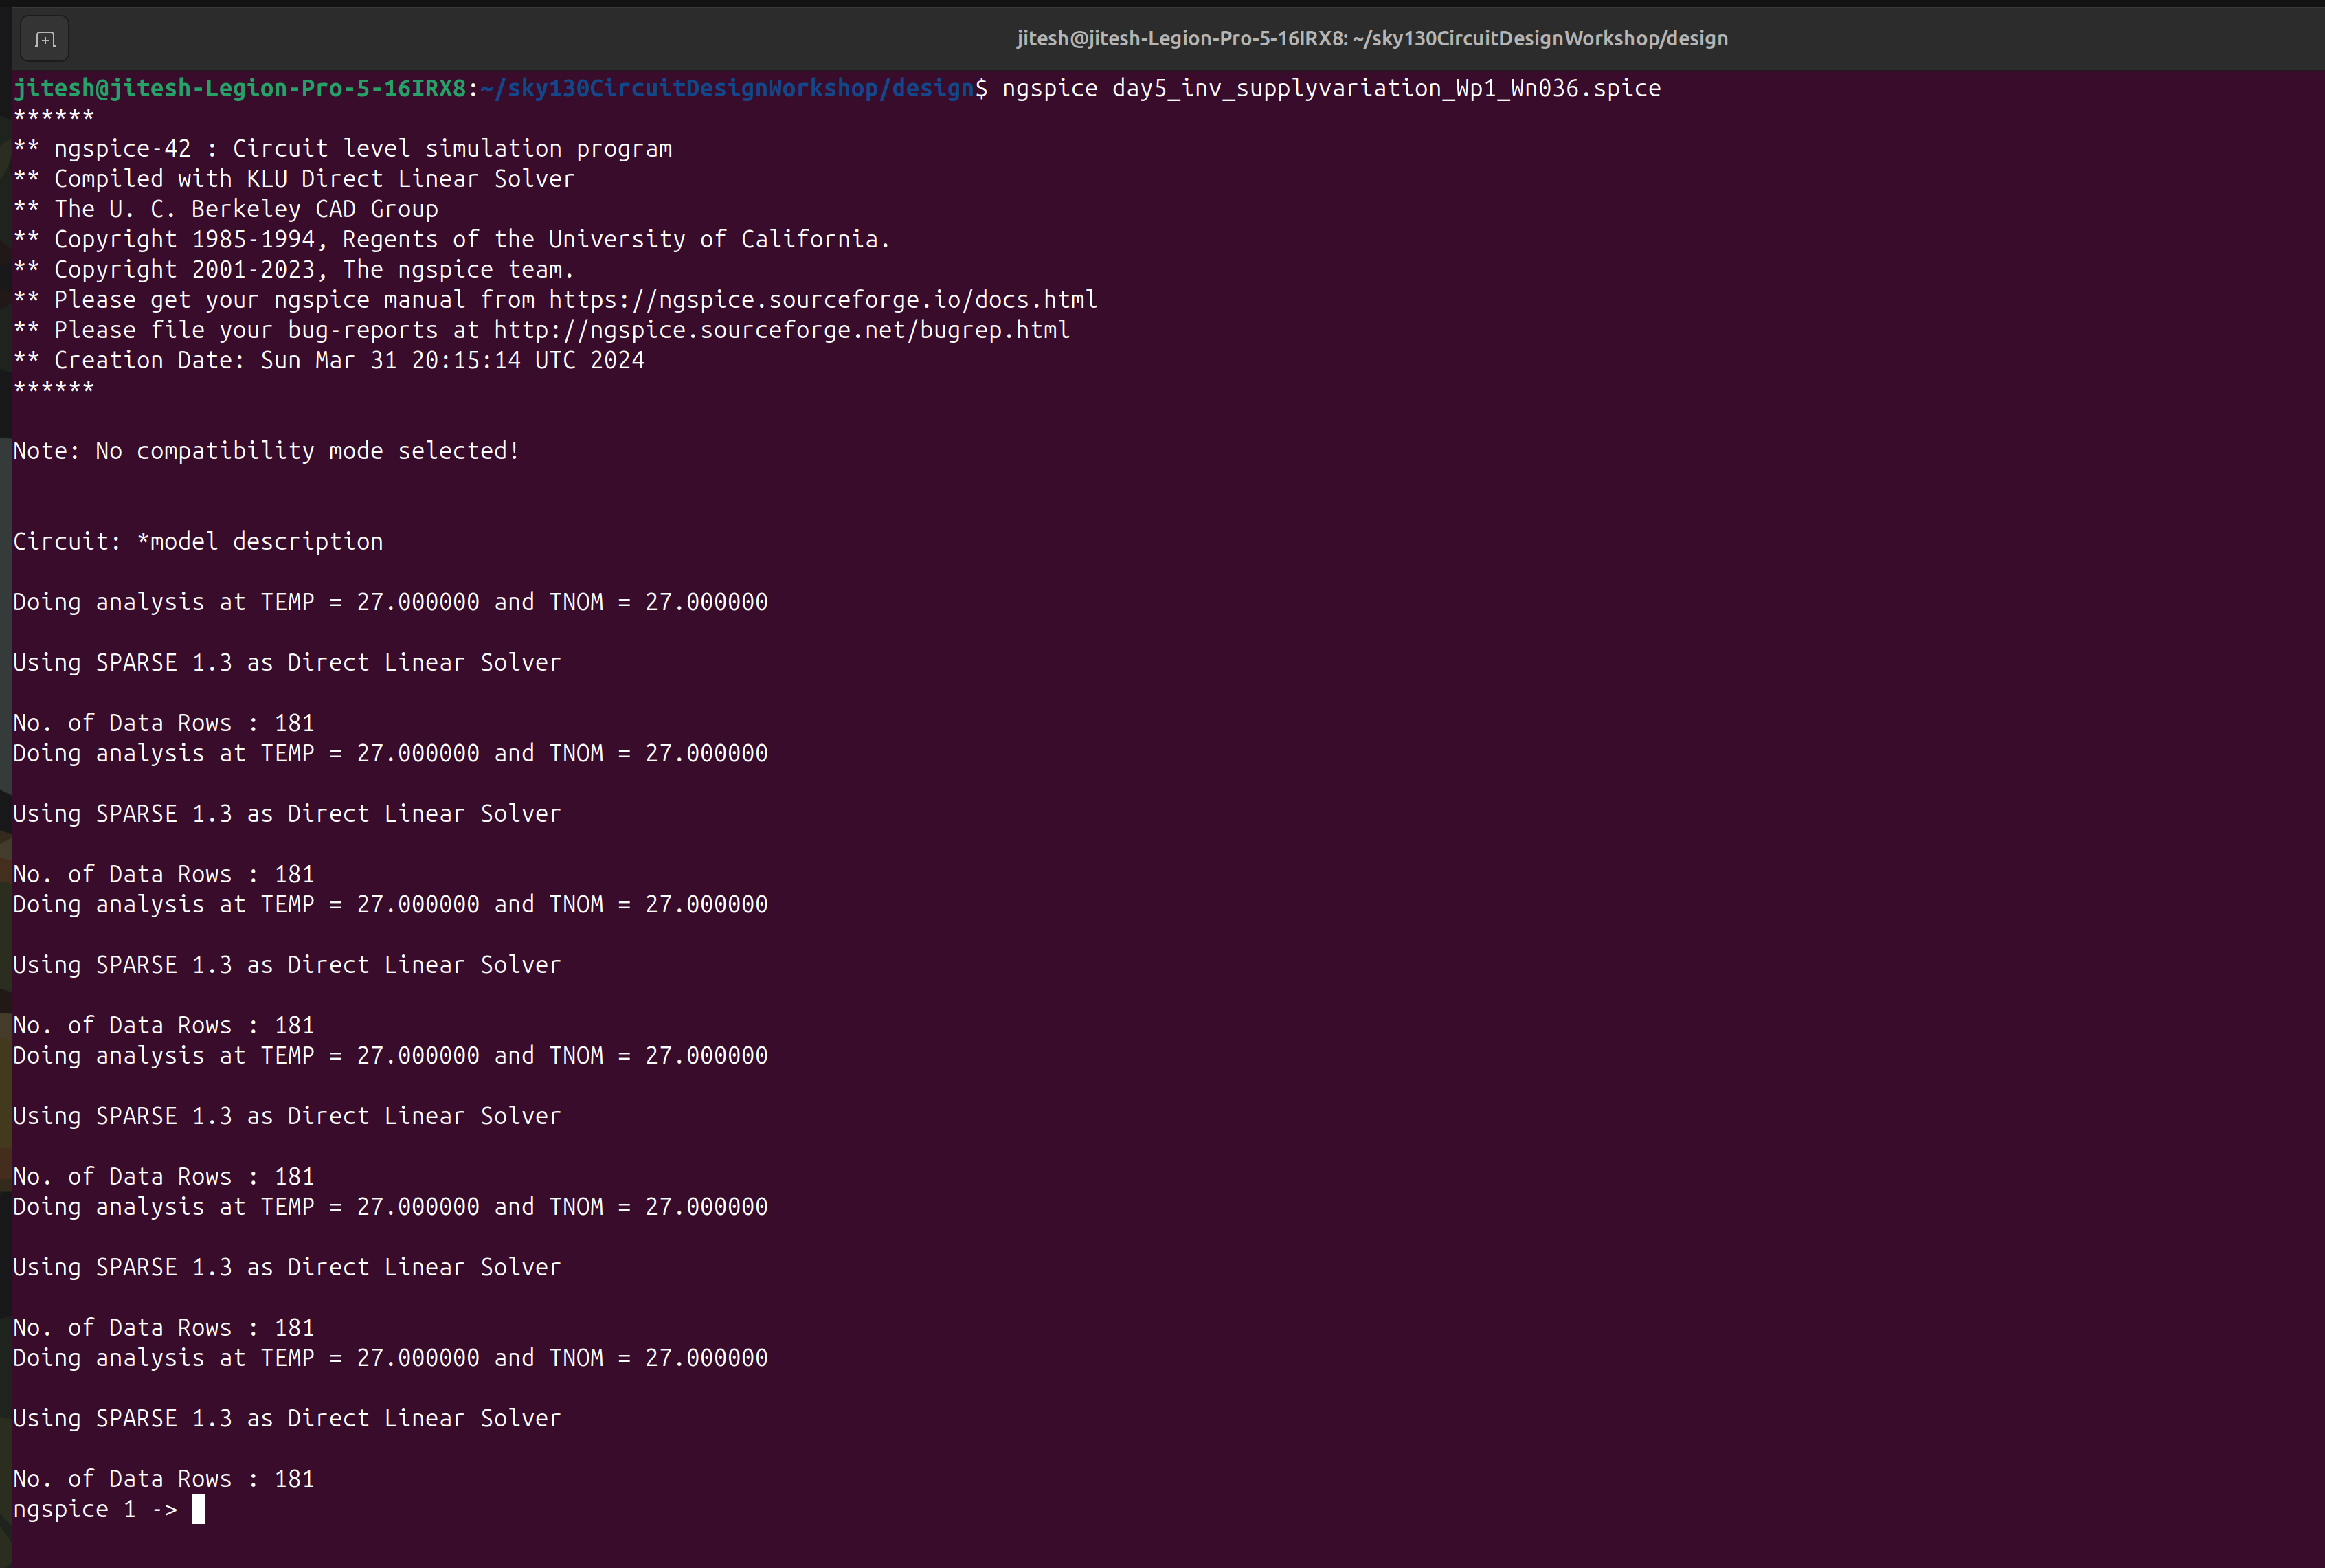 jitesh@jitesh-Legion-Pro-5-16IRX8: ~/sky130CircuitDesignWorkshop/design
jitesh@jitesh-Legion-Pro-5-16IRX8:~/sky130CircuitDesignWorkshop/design$ ngspice day5_inv_supplyvariation_Wp1_Wn036.spice
******
** ngspice-42 : Circuit level simulation program
** Compiled with KLU Direct Linear Solver
** The U. C. Berkeley CAD Group
** Copyright 1985-1994, Regents of the University of California.
** Copyright 2001-2023, The ngspice team.
** Please get your ngspice manual from https://ngspice.sourceforge.io/docs.html
** Please file your bug-reports at http://ngspice.sourceforge.net/bugrep.html
** Creation Date: Sun Mar 31 20:15:14 UTC 2024
******
Note: No compatibility mode selected!
Circuit: *model description
Doing analysis at TEMP = 27.000000 and TNOM = 27.000000
Using SPARSE 1.3 as Direct Linear Solver
No. of Data Rows : 181
Doing analysis at TEMP = 27.000000 and TNOM = 27.000000
Using SPARSE 1.3 as Direct Linear Solver
No. of Data Rows : 181
Doing analysis at TEMP = 27.000000 and TNOM = 27.000000
Using SPARSE 1.3 as Direct Linear Solver
No. of Data Rows : 181
Doing analysis at TEMP = 27.000000 and TNOM = 27.000000
Using SPARSE 1.3 as Direct Linear Solver
No. of Data Rows : 181
Doing analysis at TEMP = 27.000000 and TNOM = 27.000000
Using SPARSE 1.3 as Direct Linear Solver
No. of Data Rows : 181
Doing analysis at TEMP = 27.000000 and TNOM = 27.000000
Using SPARSE 1.3 as Direct Linear Solver
No. of Data Rows : 181
ngspice 1 ->